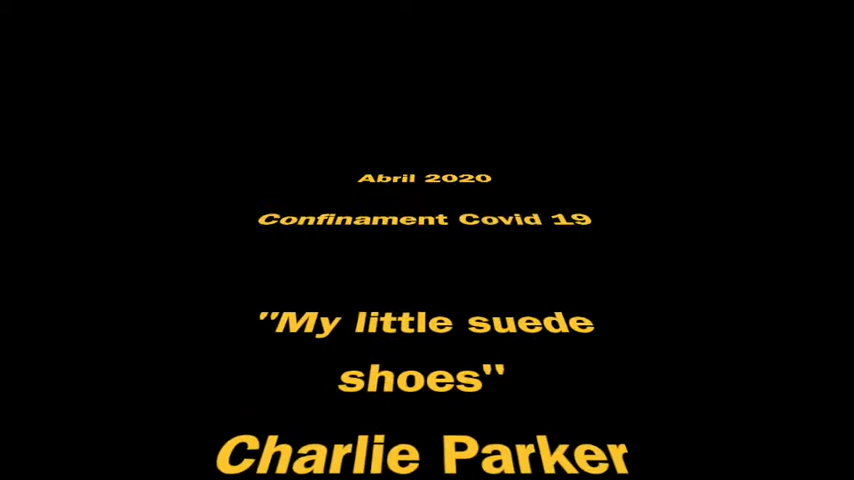 Abril 2020
Confinament Covid 19
"My little suede
shoes"
Charlie Parker